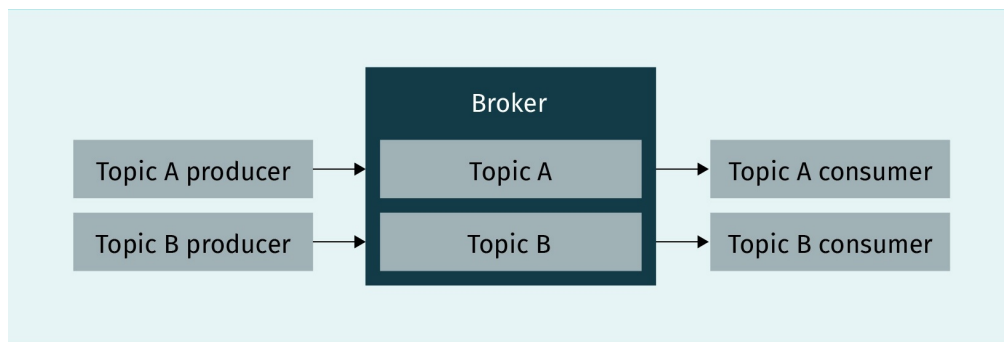 Broker
Topic A producer
Topic A
Topic A consumer
Topic B producer
Topic B
Topic B consumer